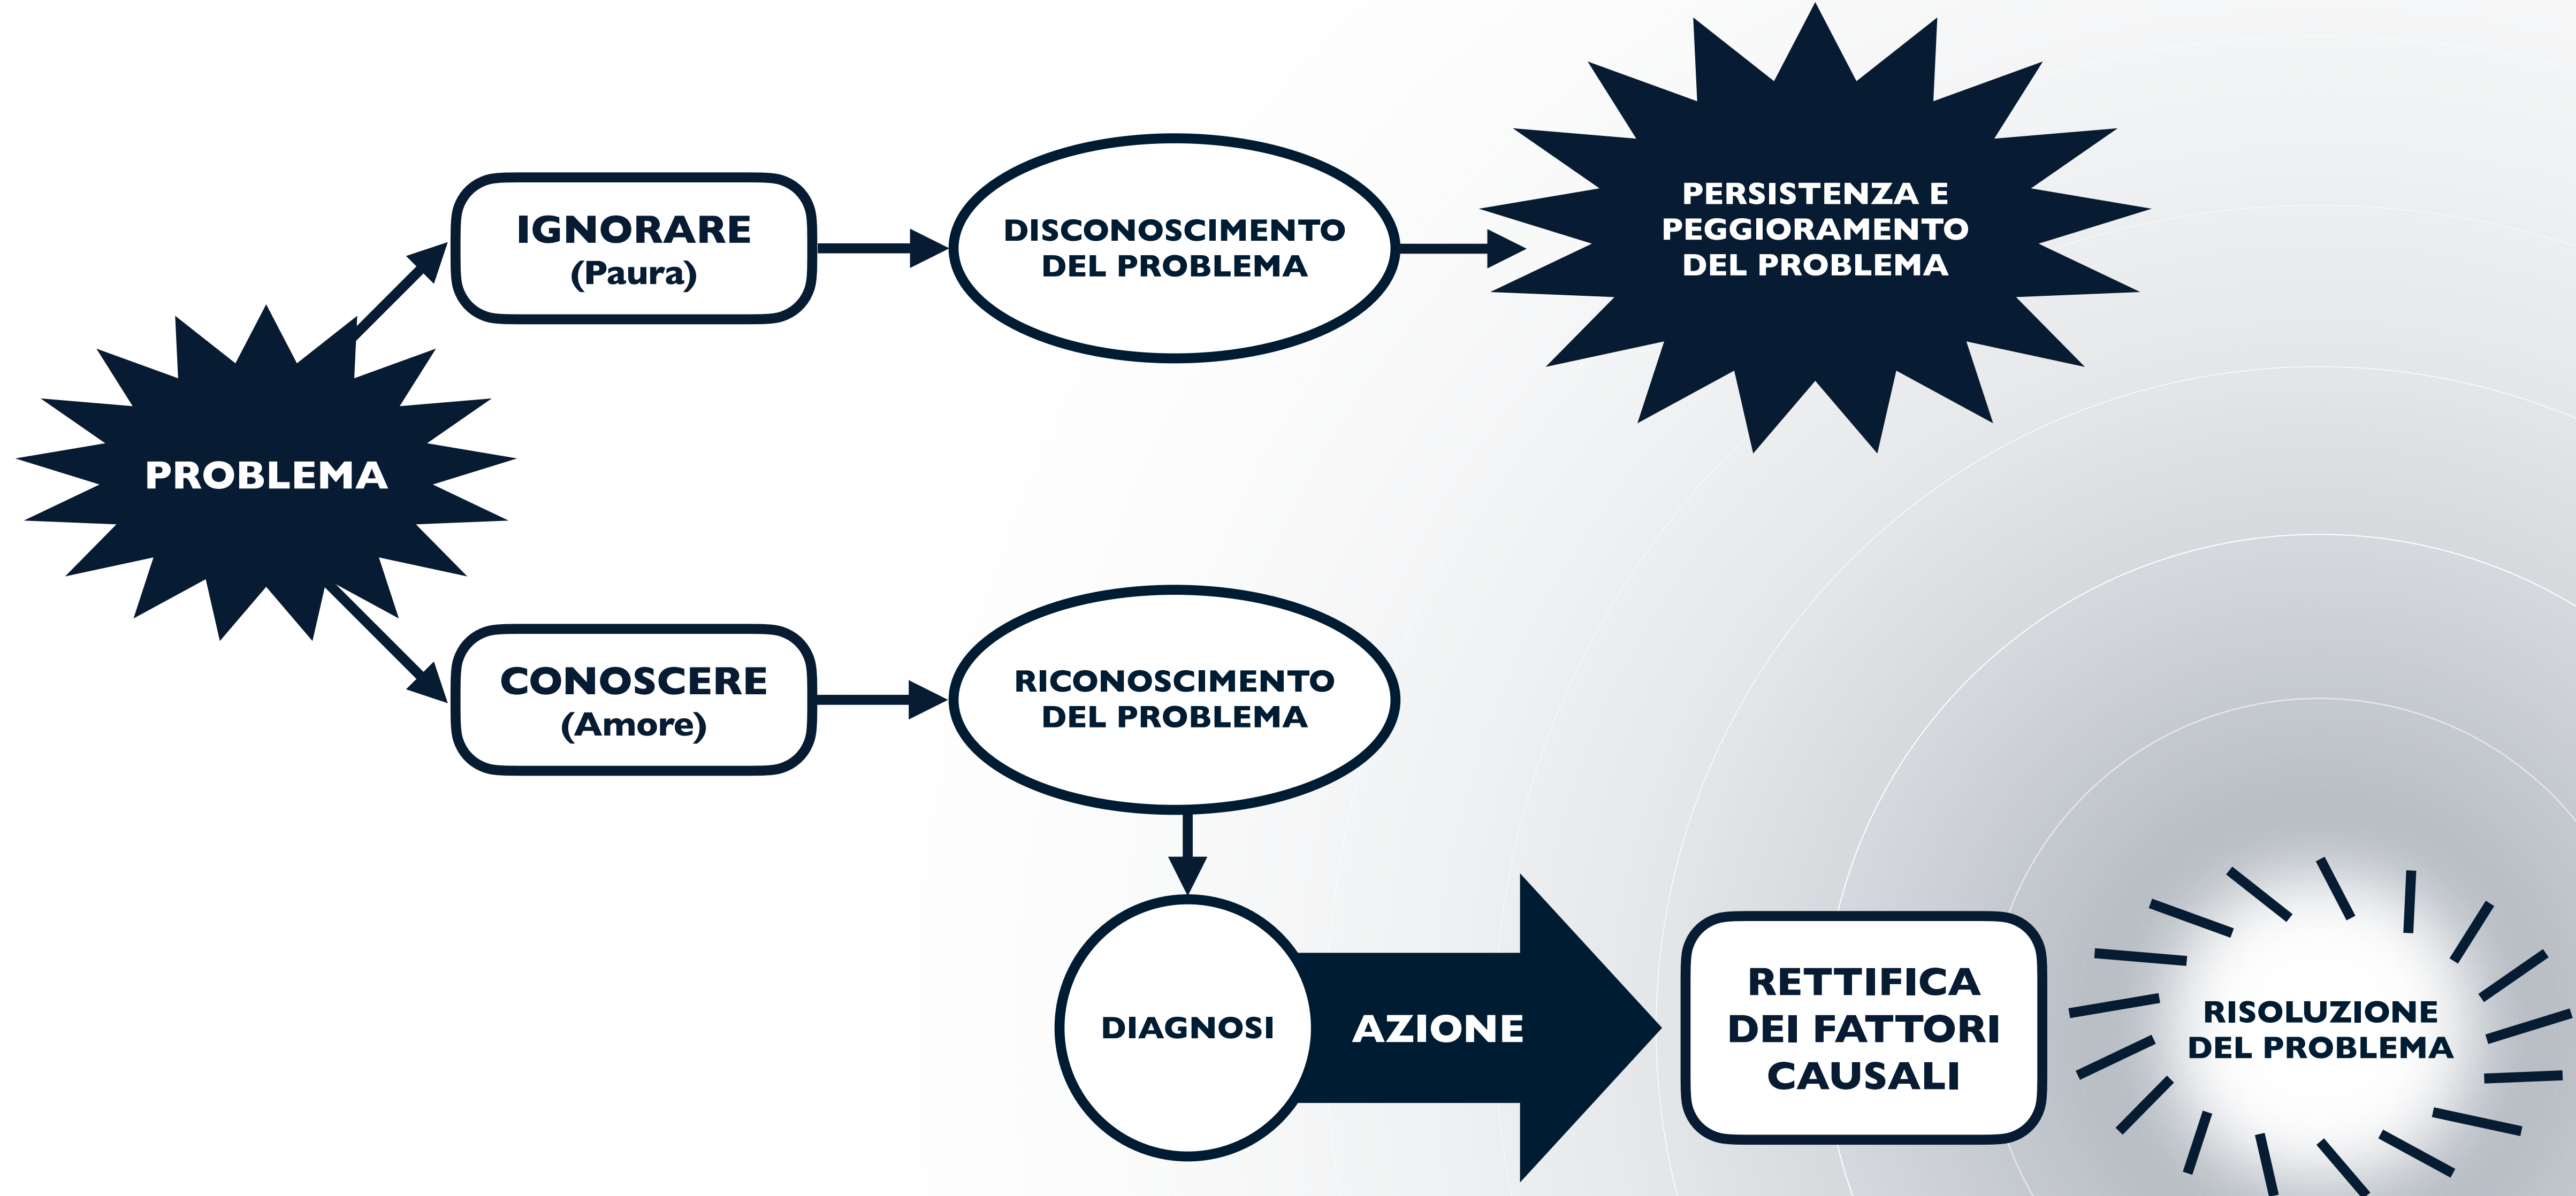 PROBLEMA
IGNORARE
(Paura)
DISCONOSCIMENTO
DEL PROBLEMA
PERSISTENZA E
PEGGIORAMENTO
DEL PROBLEMA
CONOSCERE
(Amore)
RICONOSCIMENTO
DEL PROBLEMA
DIAGNOSI
AZIONE
RETTIFICA
DEI FATTORI
CAUSALI
RISOLUZIONE
DEL PROBLEMA